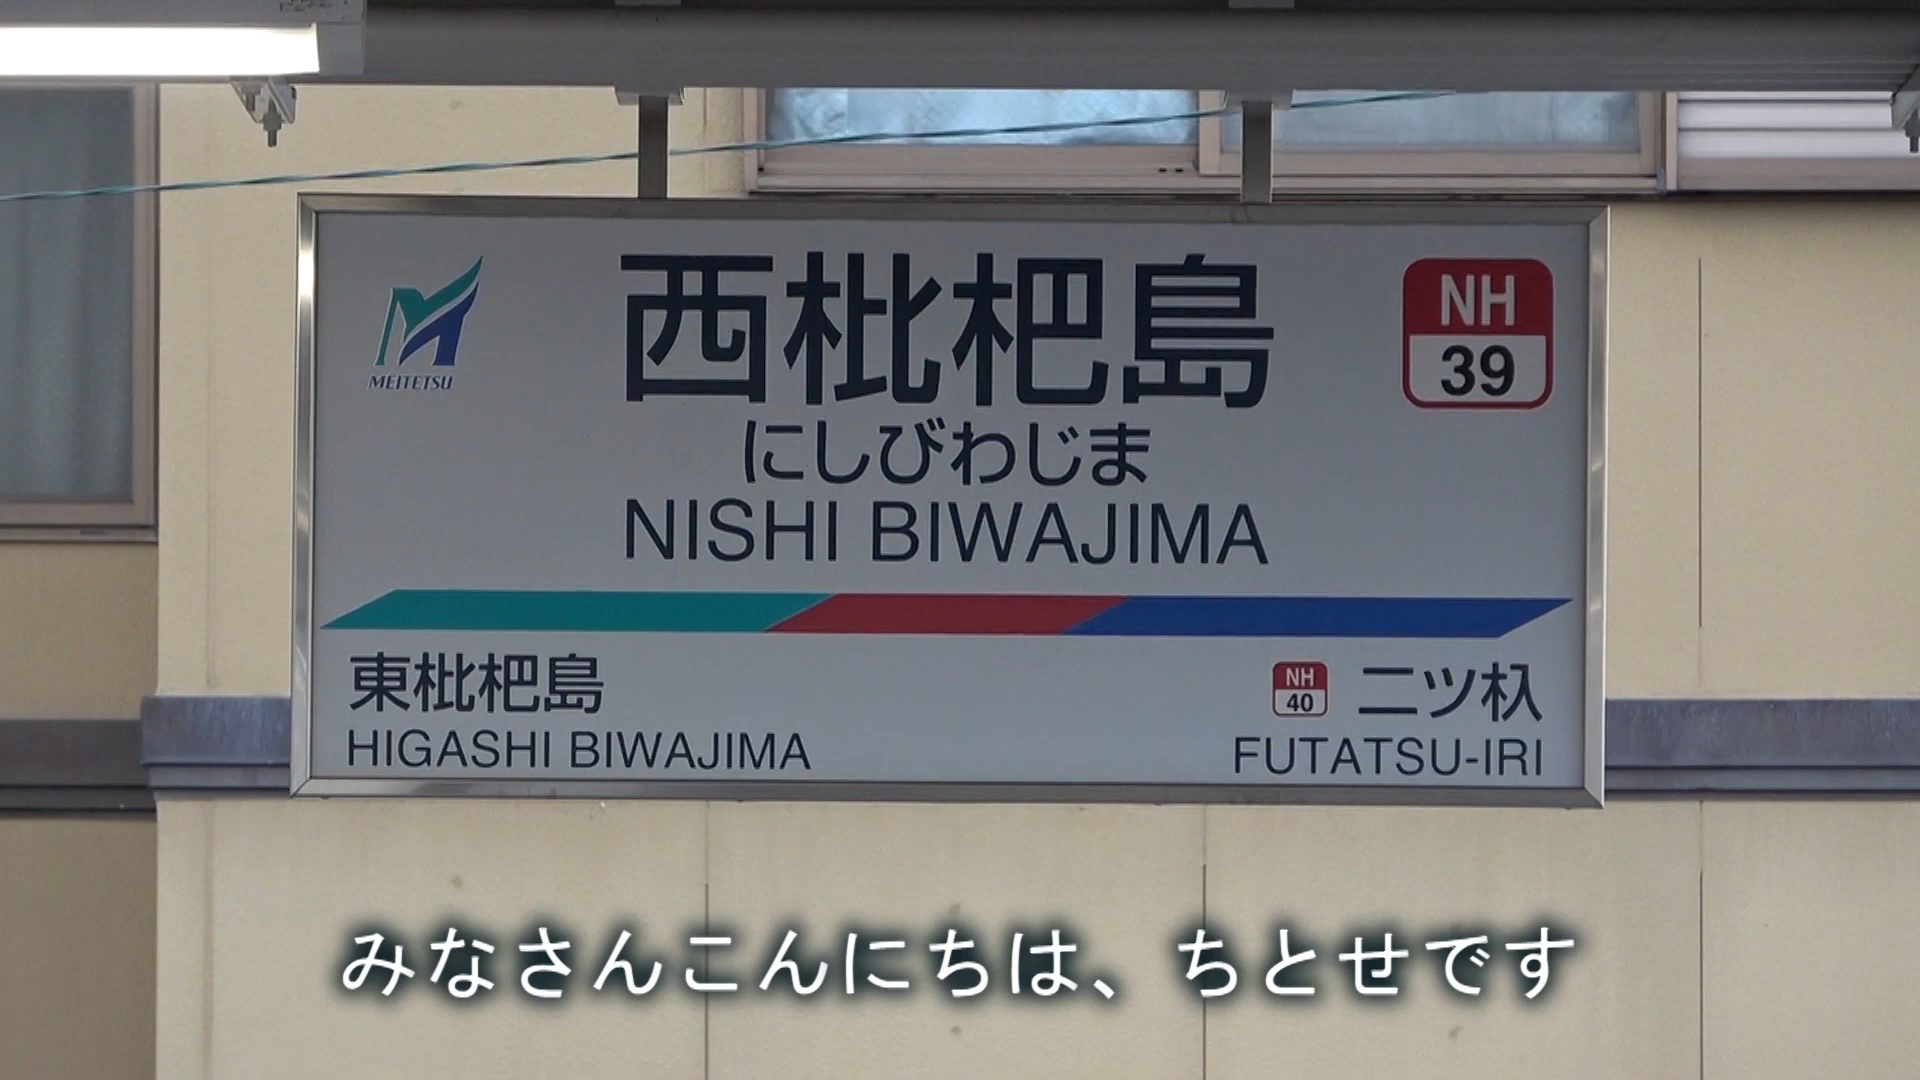 MEITETSU
西枇杷島
NH
39
にしびわじま
NISHI BIWAJIMA
東枇杷島
HIGASHI BIWAJIMA
NH
40
二ツ杁
FUTATSU-IRI
みなさんこんにちは、ちとせです